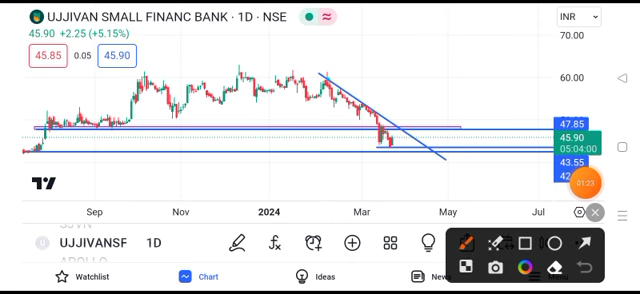 UJJIVAN SMALL FINANC BANK · 1D · NSE
INR
45.90 +2.25 (+5.15%)
45.85 0.05 45.90
70.00
60.00
47.85
45.90
05:04:00
43.55
42
01:23
Sep Nov 2024 Mar May Jul
UJJIVANSF 1D
Watchlist Chart Ideas News